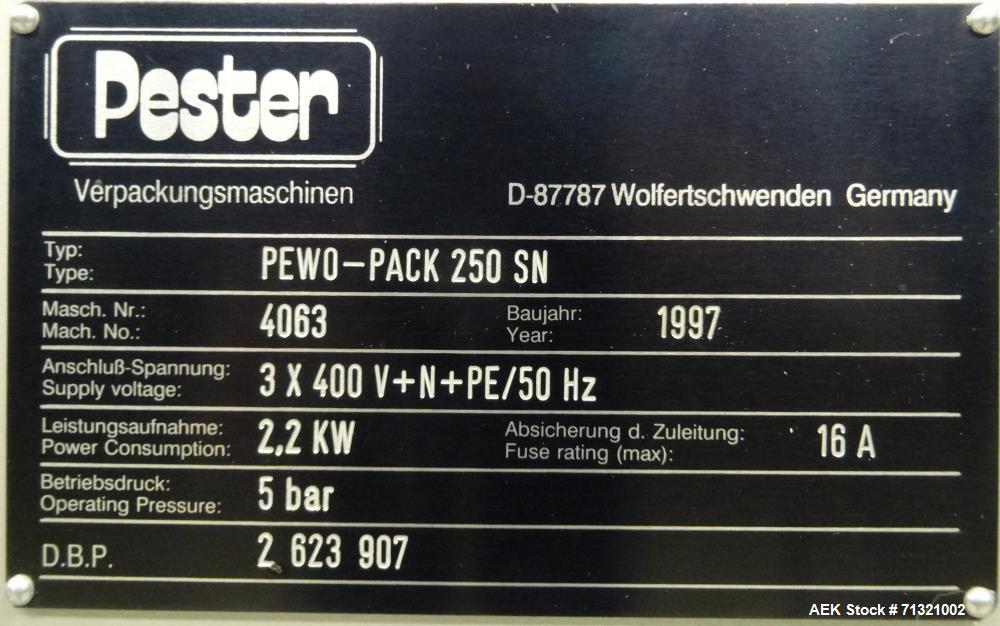 Pester
Verpackungsmaschinen
D-87787 Wolfertschwenden Germany
Typ:
Type:
PEWO-PACK 250 SN
Masch. Nr.:
Mach. No.:
4063
Baujahr:
Year:
1997
Anschluß-Spannung:
Supply voltage:
3 X 400 V+N+PE/50 Hz
Leistungsaufnahme:
Power Consumption:
2,2 KW
Absicherung d. Zuleitung:
Fuse rating (max):
16 A
Betriebsdruck:
Operating Pressure:
5 bar
D.B.P.
2 623 907
AEK Stock # 71321002